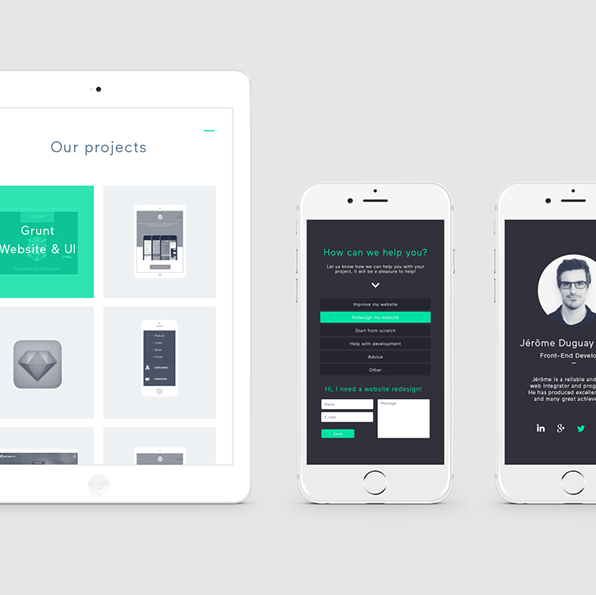 Our projects
Grunt
Website & UI
How can we help you?
Let us know how we can help you with your
project, it will be a pleasure to help!
Improve my website
Redesign my website
Start from scratch
Help with development
Advice
Other
Hi, I need a website redesign!
Name
Message
E-mail
Send
Jérôme Duguay
Front-End Develo
Jérôme is a reliable and
web integrator and prog
He has produced excellen
and many great achieve
in
g+